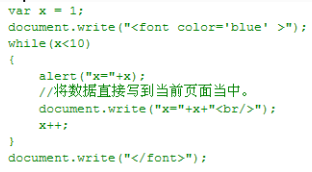 var x = 1;
document.write("<font color='blue' >");
while(x<10)
{
alert("x="+x);
//将数据直接写到当前页面当中。
document.write("x="+x+"<br/>");
x++;
}
document.write("</font>");